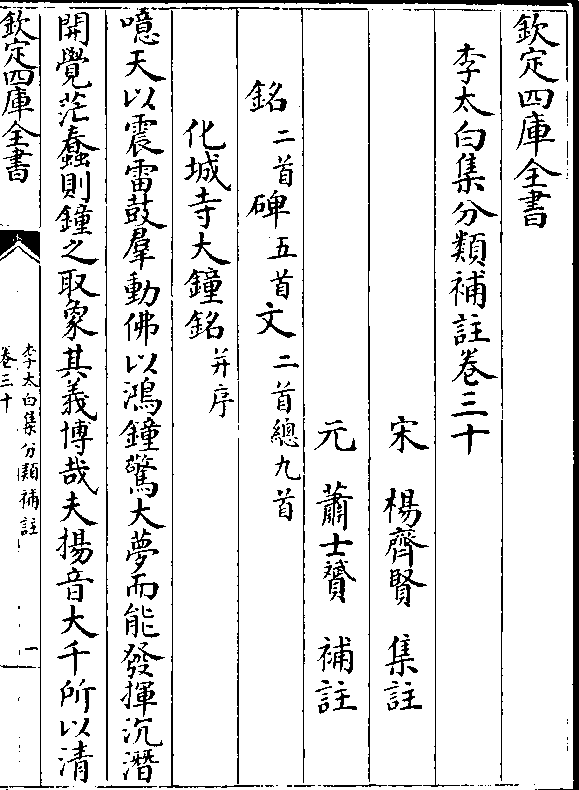 欽定四庫全書
李太白集分類補註卷三十
宋 楊齊賢 集註
元 蕭士贇 補註
銘二首碑五首文二首總九首
化城寺大鐘銘并序
噫天以震雷鼓羣動佛以鴻鐘驚大夢而能發揮沉潛
開覺茫蠢則鐘之取象其義博哉夫揚音大千所以清
欽定四庫全書
李太白集分類補註
卷三十
一